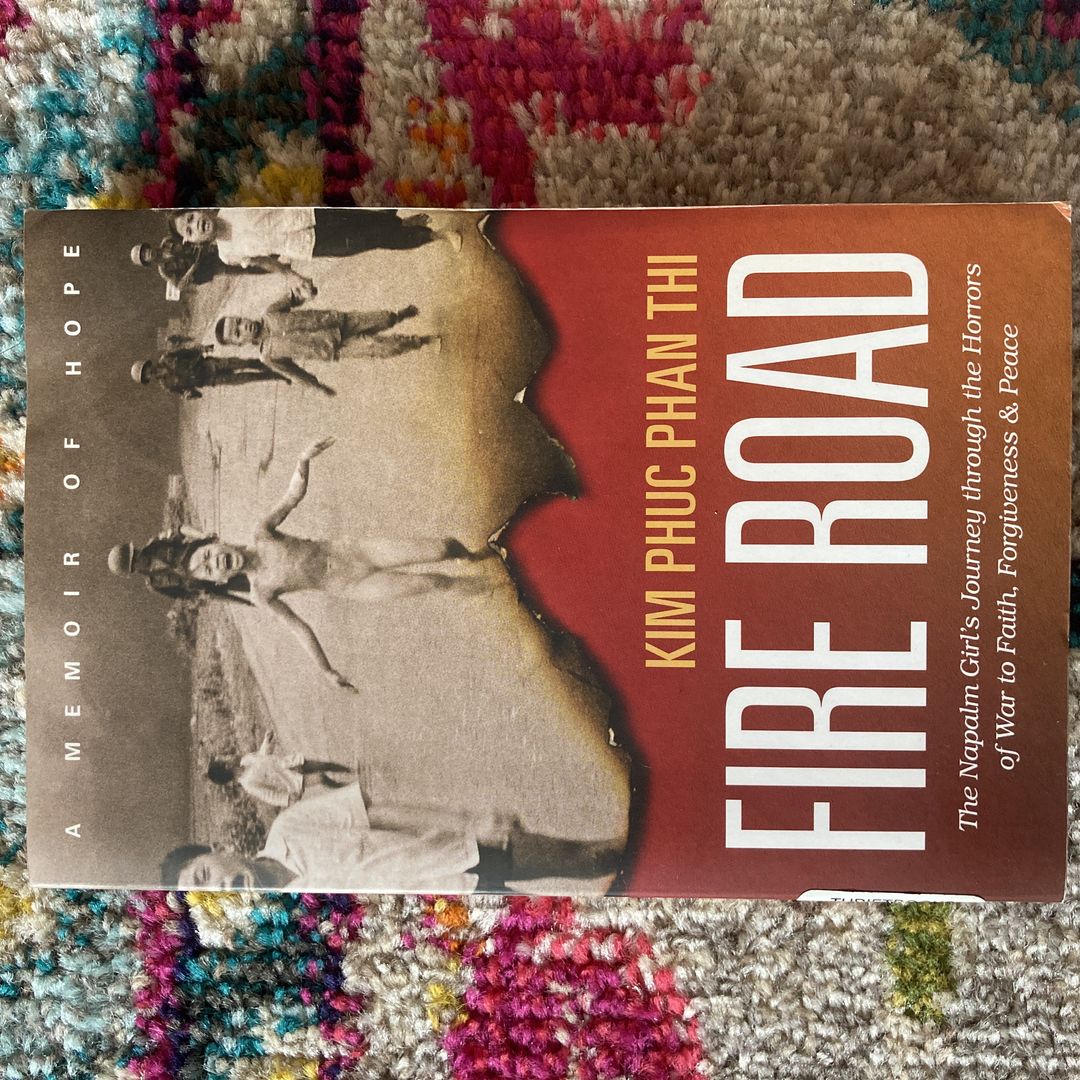 A MEMOIR OF HOPE
KIM PHUC PHAN THI
FIRE ROAD
The Napalm Girl's Journey through the Horrors
of War to Faith, Forgiveness & Peace